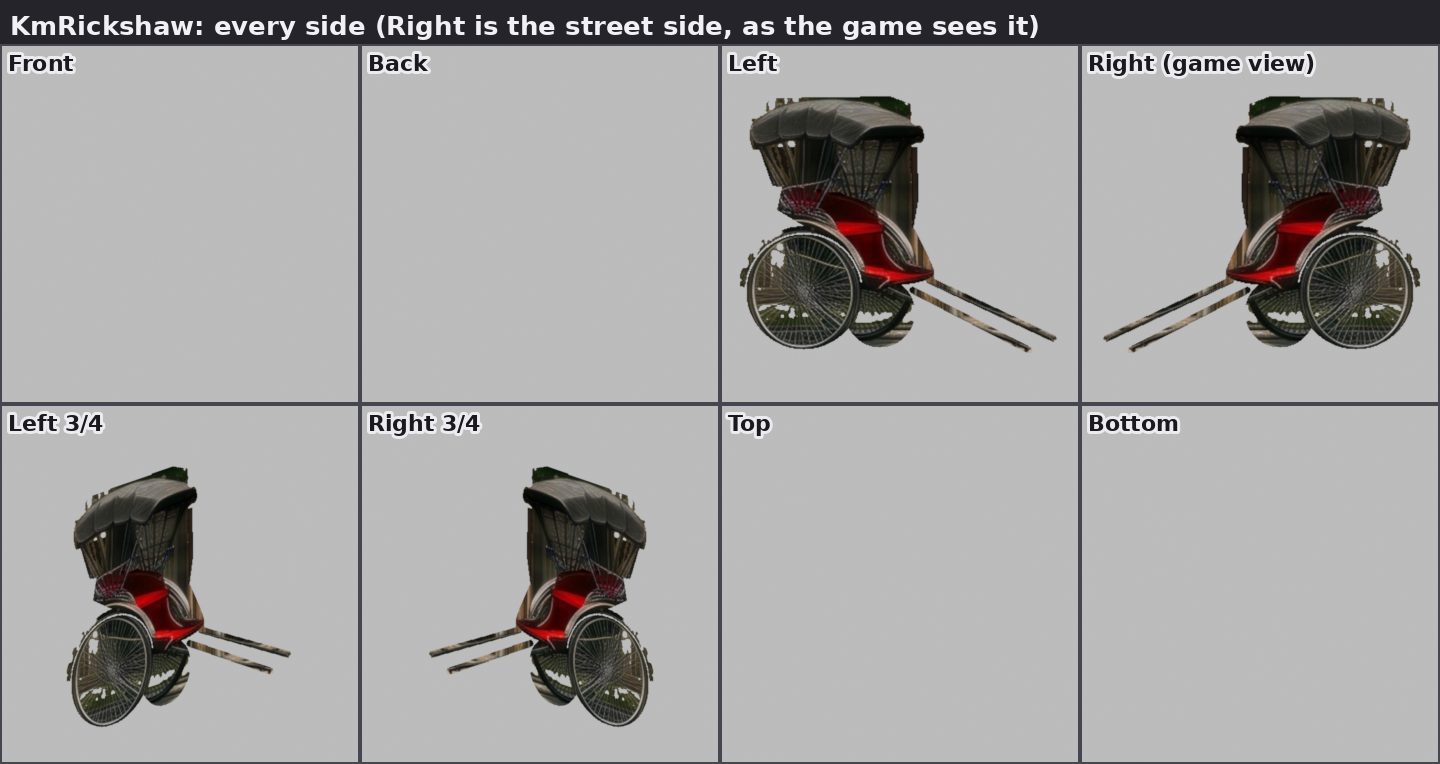 KmRickshaw: every side (Right is the street side, as the game sees it)
Front
Back
Left
Right (game view)
Left 3/4
Right 3/4
Top
Bottom